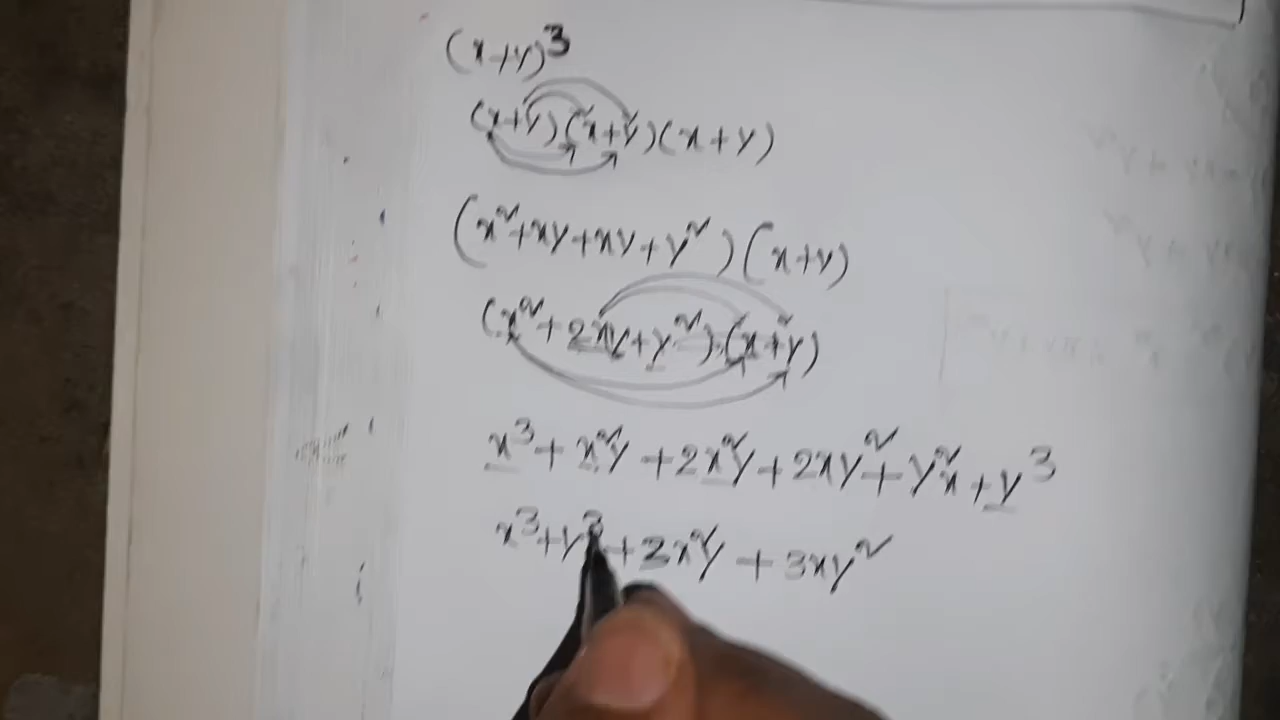 (x+y)³
(x+y)(x+y)(x+y)
(x²+xy+xy+y²)(x+y)
(x²+2xy+y²)·(x+y)
x³+x²y+2x²y+2xy²+y²x+y³
x³+y³+3x²y+3xy²